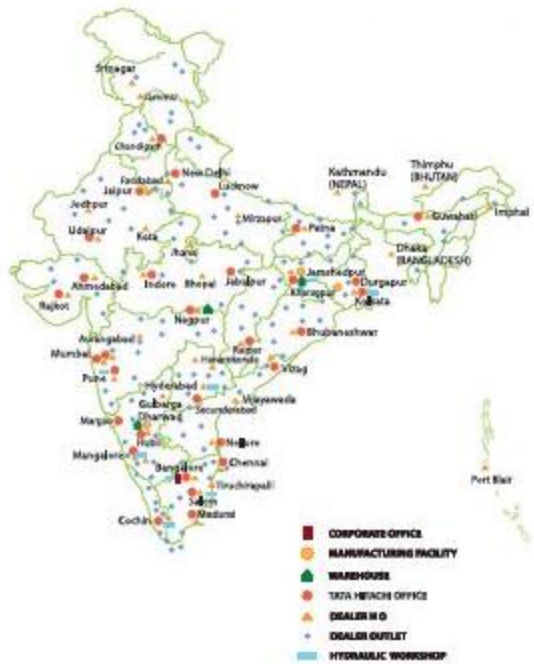 Srinagar
Jammu
Chandigarh
New Delhi
Faridabad
Jaipur
Lucknow
Kathmandu
(NEPAL)
Thimphu
(BHUTAN)
Jodhpur
Mirzapur
Guwahati
Imphal
Udaipur
Kota
Patna
Jhansi
Dhaka
(BANGLADESH)
Ahmedabad
Indore
Bhopal
Jabalpur
Jamshedpur
Durgapur
Kharagpur
Kolkata
Rajkot
Nagpur
Aurangabad
Bhubaneshwar
Mumbai
Raipur
Vizag
Pune
Hyderabad
Gulbarga
Vijayawada
Secunderabad
Dharwad
Margao
Hubli
Nellore
Mangalore
Chennai
Bangalore
Tiruchirapalli
Port Blair
Salem
Madurai
Cochin
CORPORATE OFFICE
MANUFACTURING FACILITY
WAREHOUSE
TATA HITACHI OFFICE
DEALER H O
DEALER OUTLET
HYDRAULIC WORKSHOP